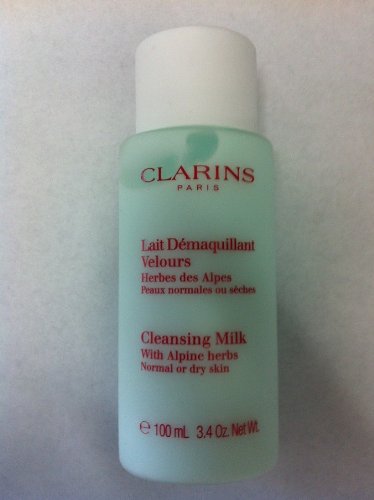 CLARINS
PARIS
Lait Démaquillant
Velours
Herbes des Alpes
Peaux normales ou sèches
Cleansing Milk
With Alpine herbs
Normal or dry skin
℮ 100 mL 3.4 Oz. Net Wt.